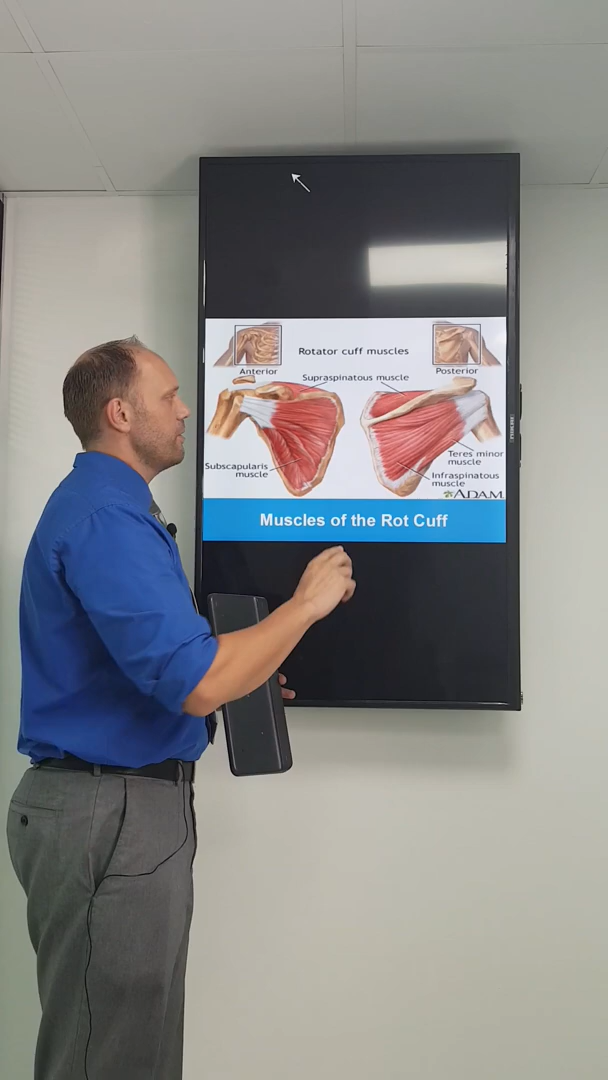 Rotator cuff muscles
Anterior
Posterior
Supraspinatous muscle
Teres minor
muscle
Subscapularis
muscle
Infraspinatous
muscle
ADAM.
Muscles of the Rot Cuff